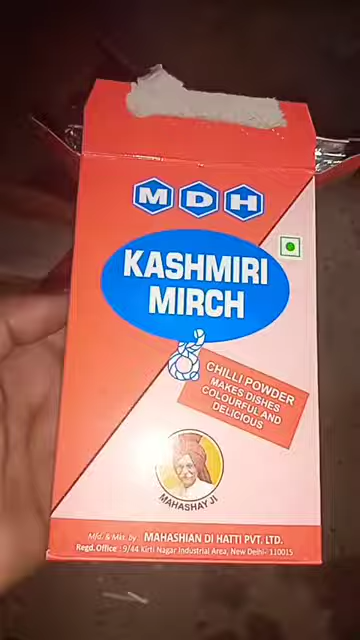 MDH
KASHMIRI
MIRCH
CHILLI POWDER
MAKES DISHES
COLOURFUL AND
DELICIOUS
MAHASHAY JI
Mfd. & Mkt. by : MAHASHIAN DI HATTI PVT. LTD.
Regd. Office : 9/44 Kirti Nagar Industrial Area, New Delhi- 110015